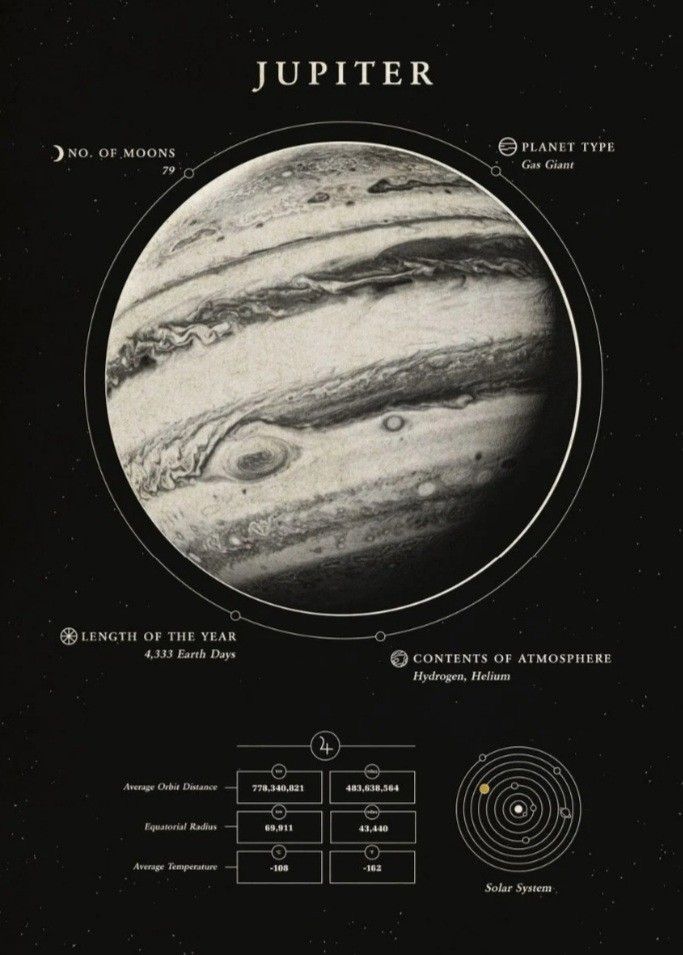 JUPITER
NO. OF MOONS
79
PLANET TYPE
Gas Giant
LENGTH OF THE YEAR
4,333 Earth Days
CONTENTS OF ATMOSPHERE
Hydrogen, Helium
Average Orbit Distance
778,340,821
483,638,564
Equatorial Radius
69,911
43,440
Average Temperature
°C
-108
°F
-162
Solar System